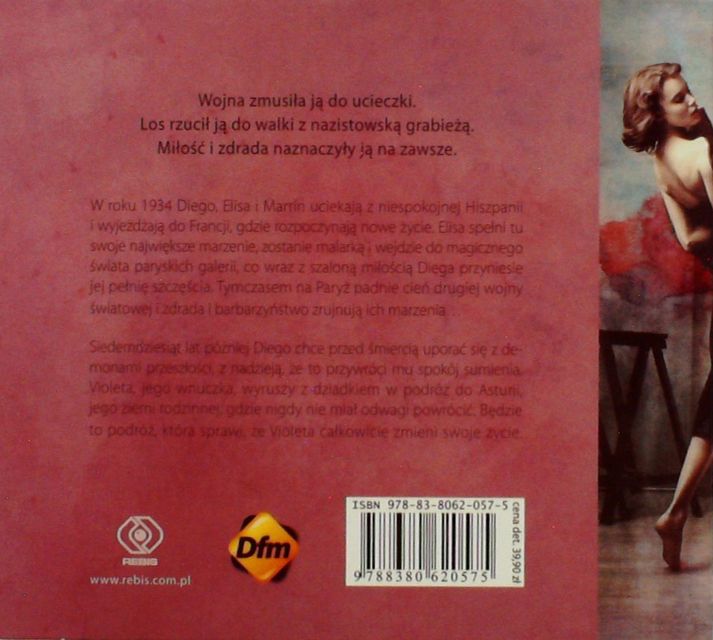 Wojna zmusiła ją do ucieczki.
Los rzucił ją do walki z nazistowską grabieżą.
Miłość i zdrada naznaczyły ją na zawsze.
W roku 1934 Diego, Elisa i Martín uciekają z niespokojnej Hiszpanii
i wyjeżdżają do Francji, gdzie rozpoczynają nowe życie. Elisa spełni tu
swoje największe marzenie, zostanie malarką i wejdzie do magicznego
świata paryskich galerii, co wraz z szaloną miłością Diega przyniesie
jej pełnię szczęścia. Tymczasem na Paryż padnie cień drugiej wojny
światowej i zdrada i barbarzyństwo zrujnują ich marzenia...
Siedemdziesiąt lat później Diego chce przed śmiercią uporać się z de-
monami przeszłości, z nadzieją, że to przywróci mu spokój sumienia.
Violeta, jego wnuczka, wyruszy z dziadkiem w podróż do Asturii,
jego ziemi rodzinnej, gdzie nigdy nie miał odwagi powrócić. Będzie
to podróż, która sprawi, że Violeta całkowicie zmieni swoje życie.
REBIS
www.rebis.com.pl
Dfm
ISBN 978-83-8062-057-5
9 788380 620575
cena det. 39,90 zł